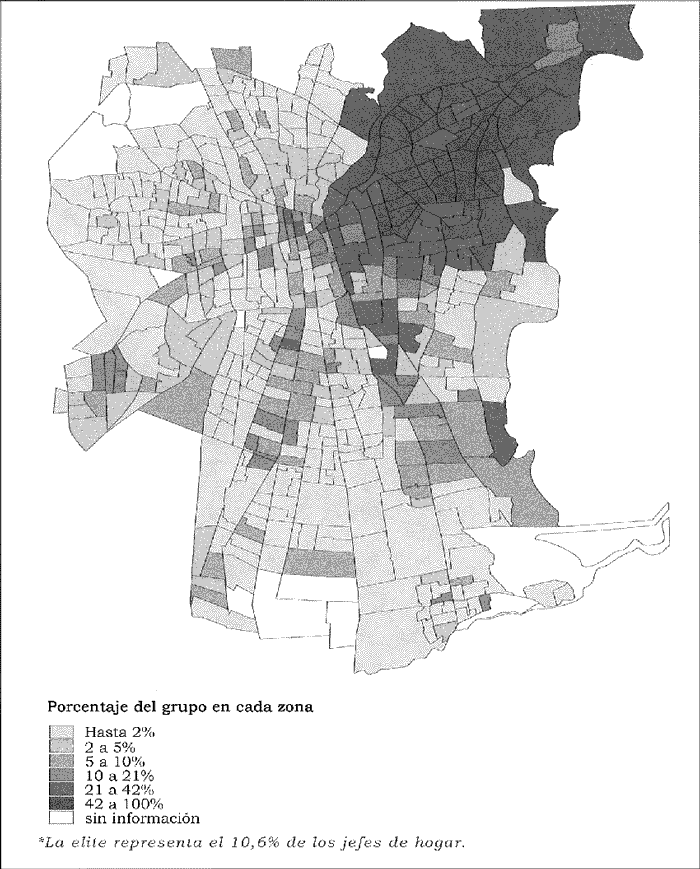 Porcentaje del grupo en cada zona
Hasta 2%
2 a 5%
5 a 10%
10 a 21%
21 a 42%
42 a 100%
sin información
*La elite representa el 10,6% de los jefes de hogar.